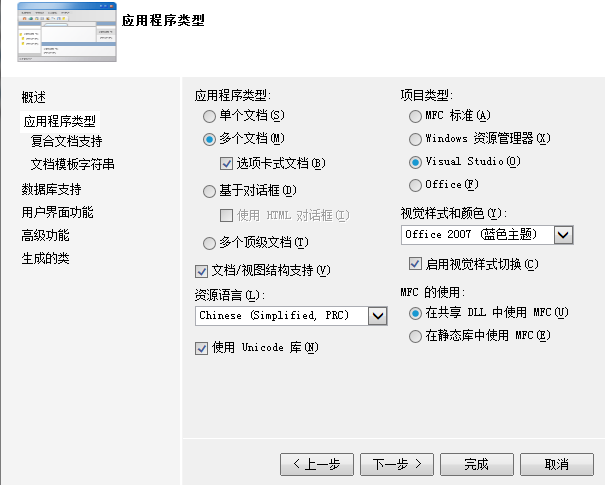 应用程序类型
概述
应用程序类型
复合文档支持
文档模板字符串
数据库支持
用户界面功能
高级功能
生成的类
应用程序类型:
单个文档(S)
多个文档(M)
选项卡式文档(B)
基于对话框(D)
使用 HTML 对话框(I)
多个顶级文档(T)
文档/视图结构支持(V)
资源语言(L):
Chinese (Simplified, PRC)
使用 Unicode 库(N)
项目类型:
MFC 标准(A)
Windows 资源管理器(X)
Visual Studio(O)
Office(F)
视觉样式和颜色(Y):
Office 2007 (蓝色主题)
启用视觉样式切换(C)
MFC 的使用:
在共享 DLL 中使用 MFC(U)
在静态库中使用 MFC(E)
< 上一步
下一步 >
完成
取消